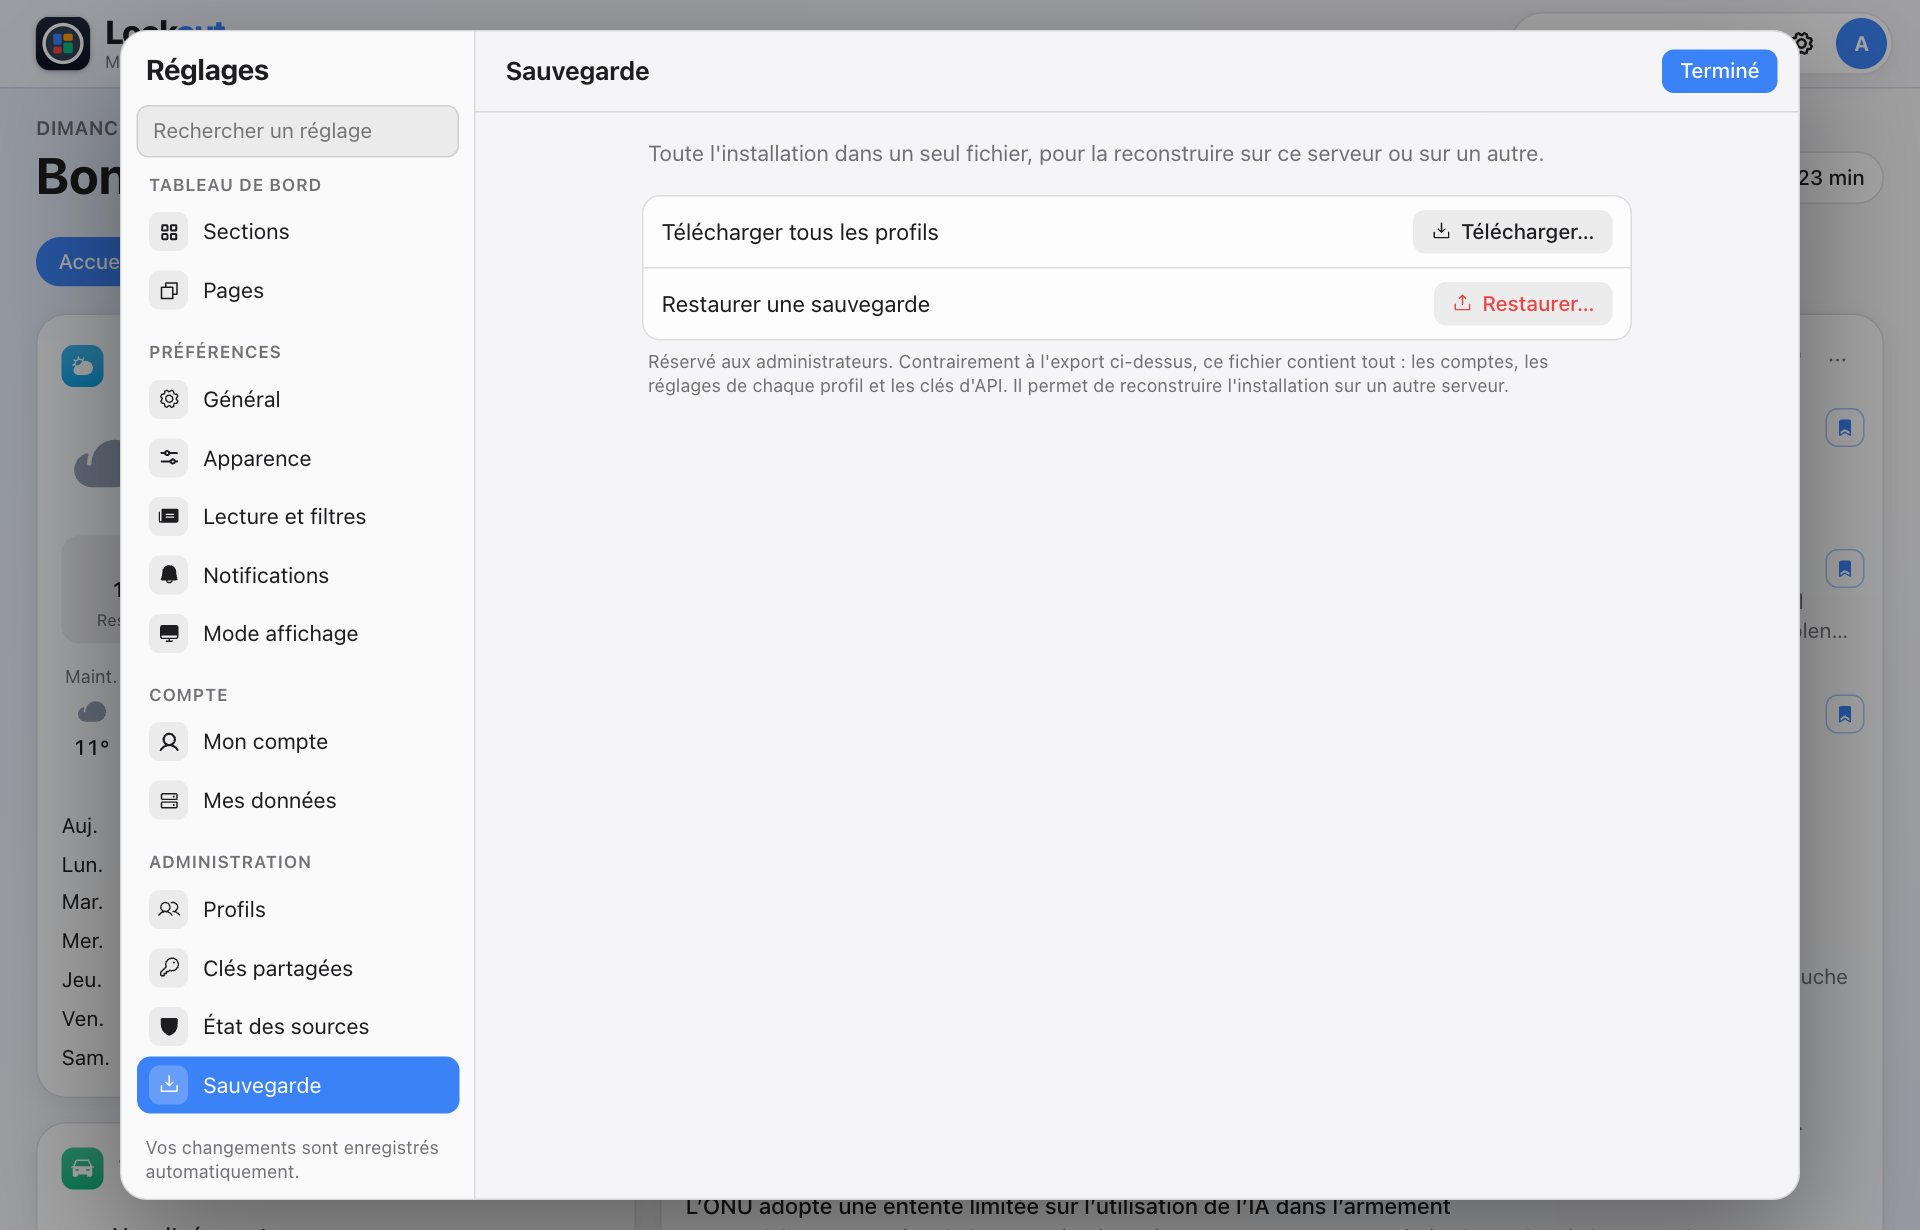 Réglages
Rechercher un réglage
TABLEAU DE BORD
Sections
Pages
PRÉFÉRENCES
Général
Apparence
Lecture et filtres
Notifications
Mode affichage
COMPTE
Mon compte
Mes données
ADMINISTRATION
Profils
Clés partagées
État des sources
Sauvegarde
Vos changements sont enregistrés
automatiquement.
Sauvegarde
Terminé
Toute l'installation dans un seul fichier, pour la reconstruire sur ce serveur ou sur un autre.
Télécharger tous les profils
Télécharger...
Restaurer une sauvegarde
Restaurer...
Réservé aux administrateurs. Contrairement à l'export ci-dessus, ce fichier contient tout : les comptes, les
réglages de chaque profil et les clés d'API. Il permet de reconstruire l'installation sur un autre serveur.
A
23 min
Maint.
11°
Auj.
Lun.
Mar.
Mer.
Jeu.
Ven.
Sam.
L'ONU adopte une entente limitée sur l'utilisation de l'IA dans l'armement